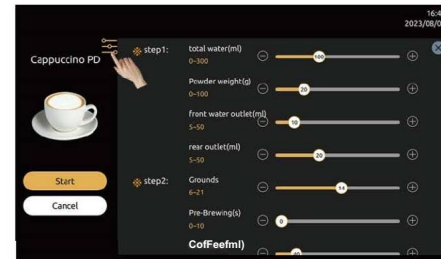 16:4
2023/08/0
Cappuccino PD
step1:
total water(ml)
0-300
100
Powder weight(g)
0-100
20
front water outlet(ml)
5-50
10
rear outlet(ml)
5-50
20
Start
step2:
Grounds
6-21
14
Cancel
Pre-Brewing(s)
0-10
0
CofFeefml)